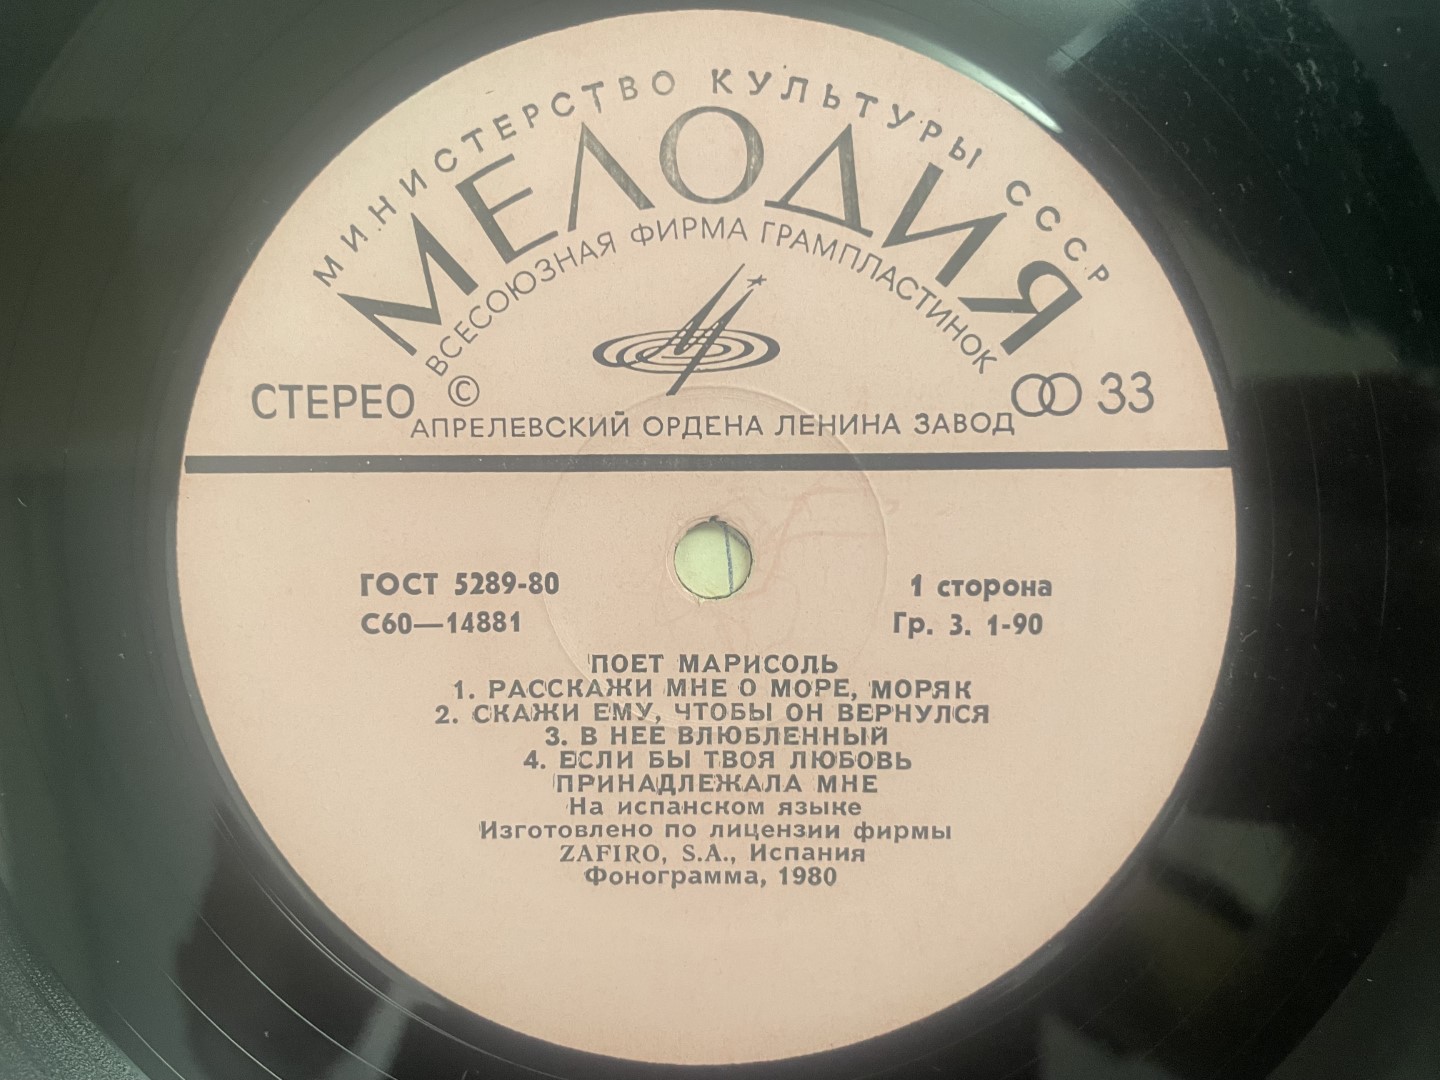 МИНИСТЕРСТВО КУЛЬТУРЫ СССР
МЕЛОДИЯ
ВСЕСОЮЗНАЯ ФИРМА ГРАМПЛАСТИНОК
СТЕРЕО © 33
АПРЕЛЕВСКИЙ ОРДЕНА ЛЕНИНА ЗАВОД
ГОСТ 5289-80 1 сторона
С60—14881 Гр. 3. 1-90
ПОЕТ МАРИСОЛЬ
1. РАССКАЖИ МНЕ О МОРЕ, МОРЯК
2. СКАЖИ ЕМУ, ЧТОБЫ ОН ВЕРНУЛСЯ
3. В НЕЕ ВЛЮБЛЕННЫЙ
4. ЕСЛИ БЫ ТВОЯ ЛЮБОВЬ
ПРИНАДЛЕЖАЛА МНЕ
На испанском языке
Изготовлено по лицензии фирмы
ZAFIRO, S.A., Испания
Фонограмма, 1980